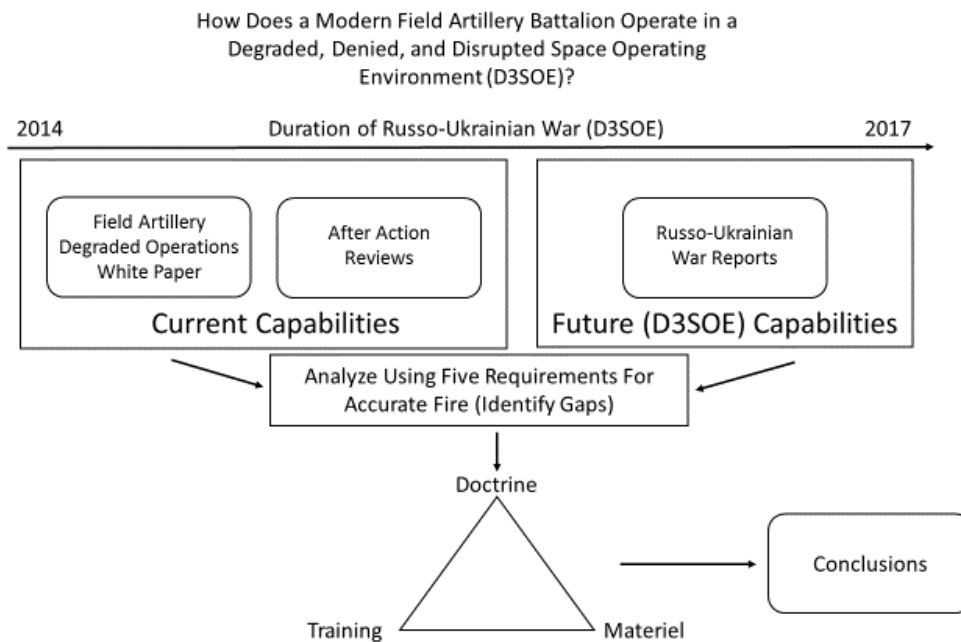 How Does a Modern Field Artillery Battalion Operate in a
Degraded, Denied, and Disrupted Space Operating
Environment (D3SOE)?
2014
Duration of Russo-Ukrainian War (D3SOE)
2017
Field Artillery
Degraded Operations
White Paper
After Action
Reviews
Current Capabilities
Russo-Ukrainian
War Reports
Future (D3SOE) Capabilities
Analyze Using Five Requirements For
Accurate Fire (Identify Gaps)
Doctrine
Training
Materiel
Conclusions